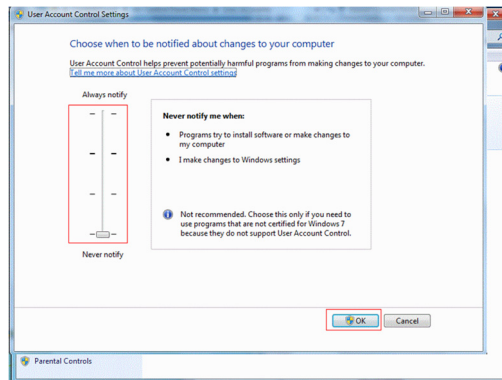 User Account Control Settings
Choose when to be notified about changes to your computer
User Account Control helps prevent potentially harmful programs from making changes to your computer.
Tell me more about User Account Control settings
Always notify
Never notify me when:
• Programs try to install software or make changes to
my computer
• I make changes to Windows settings
Not recommended. Choose this only if you need to
use programs that are not certified for Windows 7
because they do not support User Account Control.
Never notify
OK
Cancel
Parental Controls